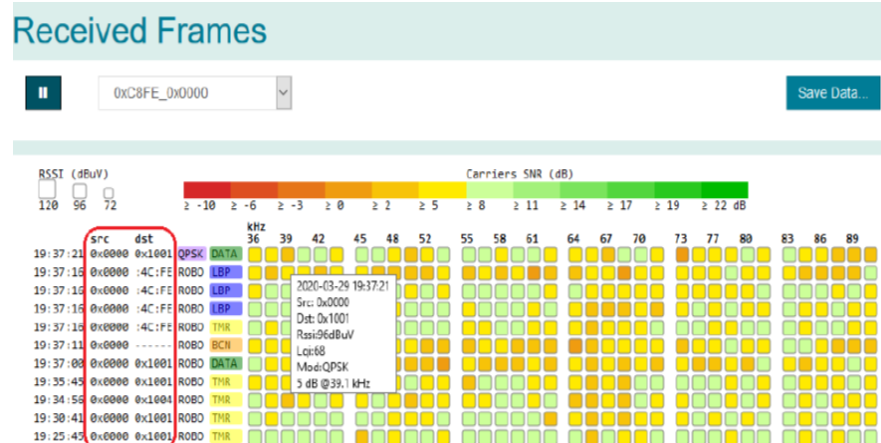 Received Frames
0xC8FE_0x0000
Save Data...
RSSI (dBuV)
Carriers SNR (dB)
120 96 72
≥ -10 ≥ -6 ≥ -3 ≥ 0 ≥ 2 ≥ 5 ≥ 8 ≥ 11 ≥ 14 ≥ 17 ≥ 19 ≥ 22 dB
kHz
src dst 36 39 42 45 48 52 55 58 61 64 67 70 73 77 80 83 86 89
19:37:21 0x0000 0x1001 QPSK DATA
19:37:16 0x0000 :4C:FE ROBO LBP
19:37:16 0x0000 :4C:FE ROBO LBP
19:37:16 0x0000 :4C:FE ROBO LBP
19:37:16 0x0000 :4C:FE ROBO TMR
19:37:11 0x0000 ------ ROBO BCN
19:37:00 0x0000 0x1001 ROBO DATA
19:35:45 0x0000 0x1001 ROBO TMR
19:34:56 0x0000 0x1004 ROBO TMR
19:30:41 0x0000 0x1001 ROBO TMR
19:25:45 0x0000 0x1001 ROBO TMR
2020-03-29 19:37:21
Src: 0x0000
Dst: 0x1001
Rssi:96dBuV
Lqi:68
Mod:QPSK
5 dB @39.1 kHz